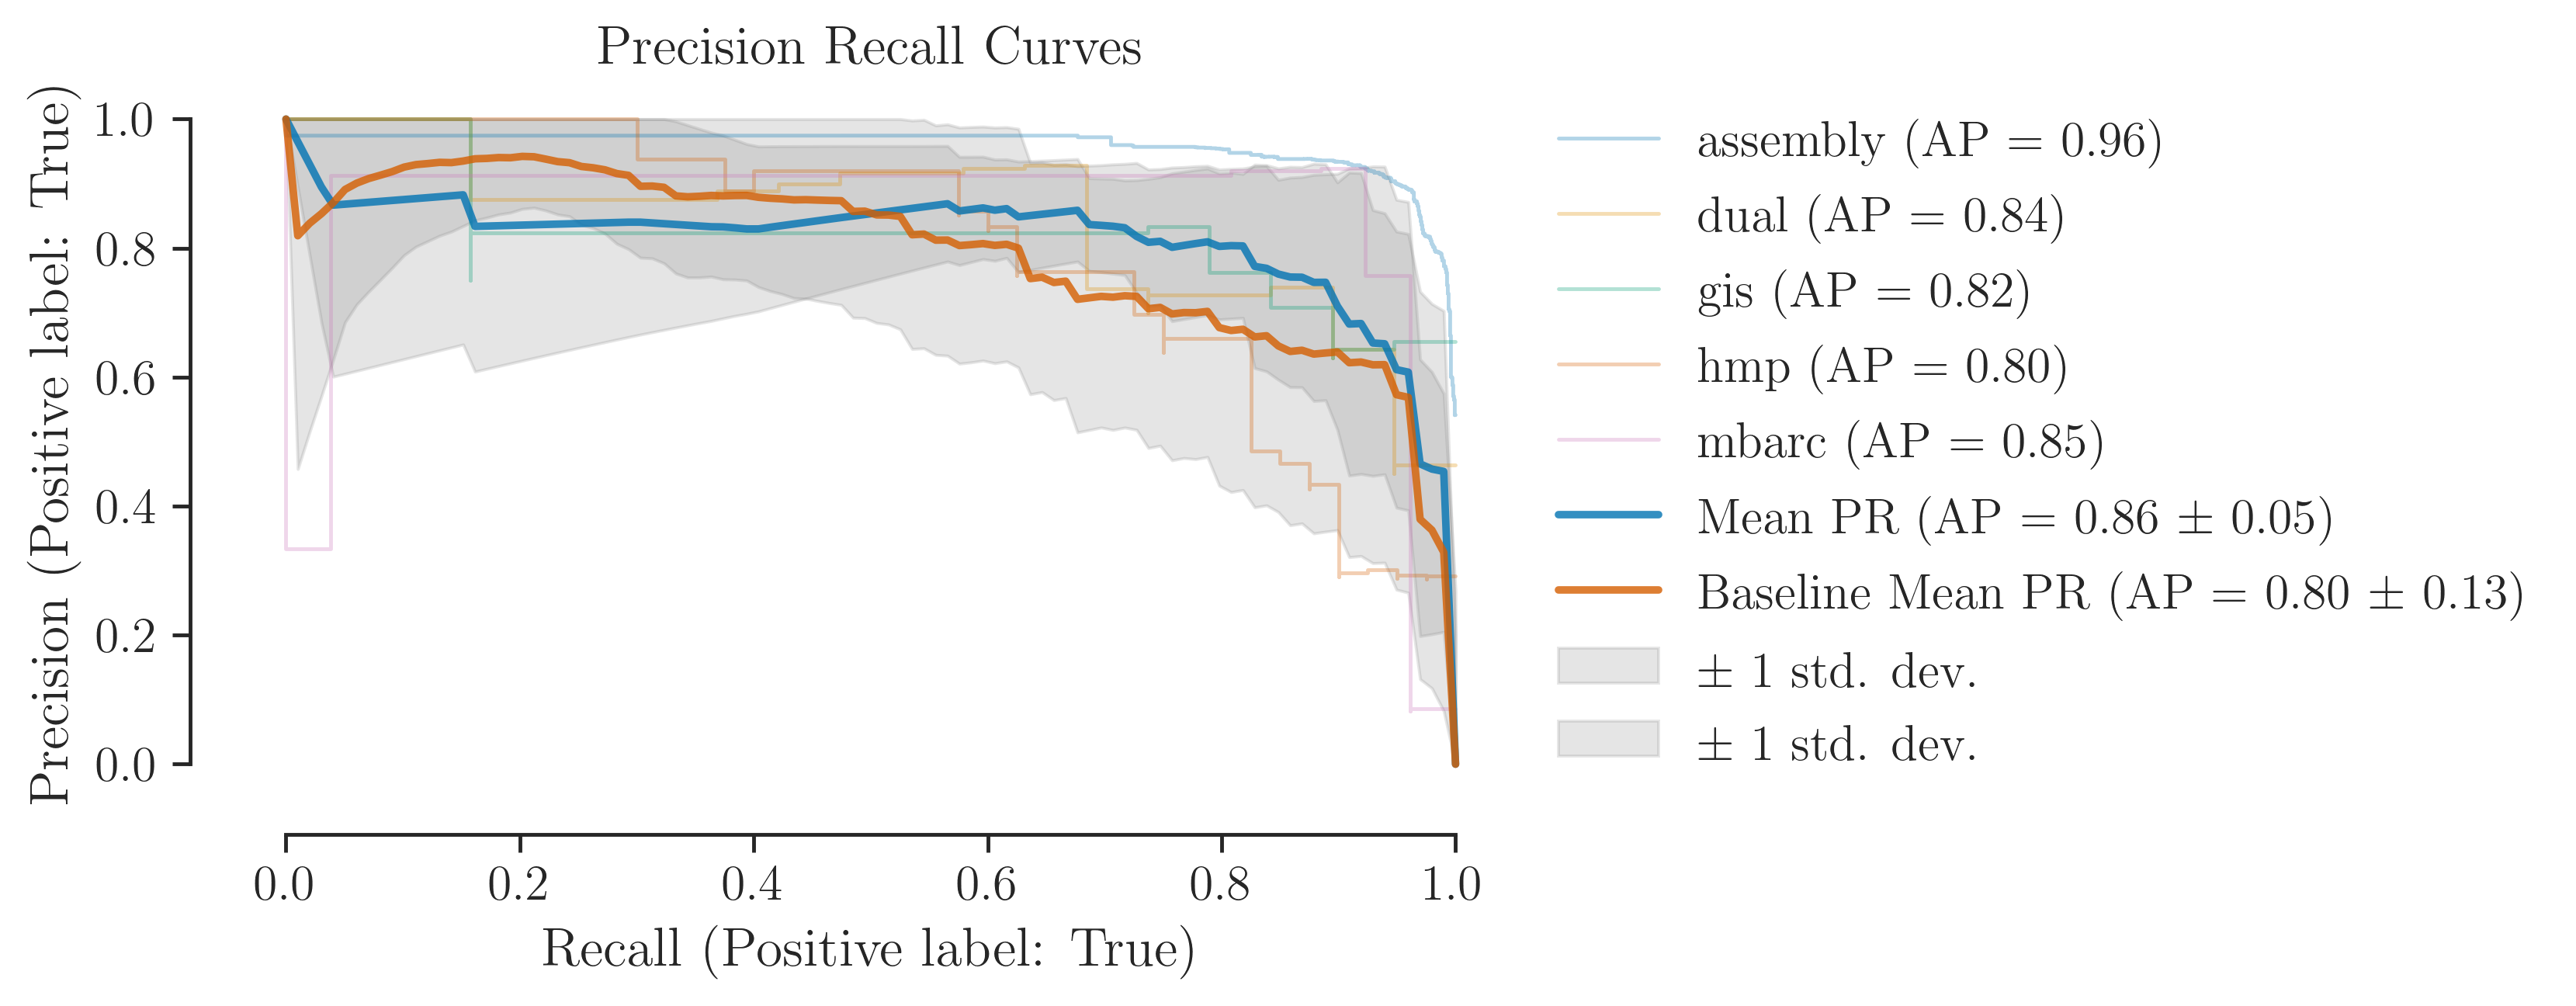 Precision Recall Curves
Precision (Positive label: True)
1.0
0.8
0.6
0.4
0.2
0.0
0.0 0.2 0.4 0.6 0.8 1.0
Recall (Positive label: True)
assembly (AP = 0.96)
dual (AP = 0.84)
gis (AP = 0.82)
hmp (AP = 0.80)
mbarc (AP = 0.85)
Mean PR (AP = 0.86 ± 0.05)
Baseline Mean PR (AP = 0.80 ± 0.13)
± 1 std. dev.
± 1 std. dev.